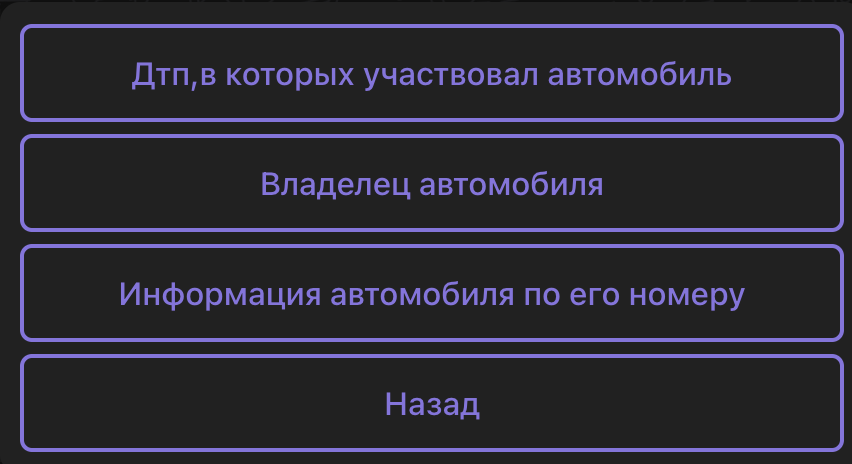 Дтп,в которых участвовал автомобиль
Владелец автомобиля
Информация автомобиля по его номеру
Назад